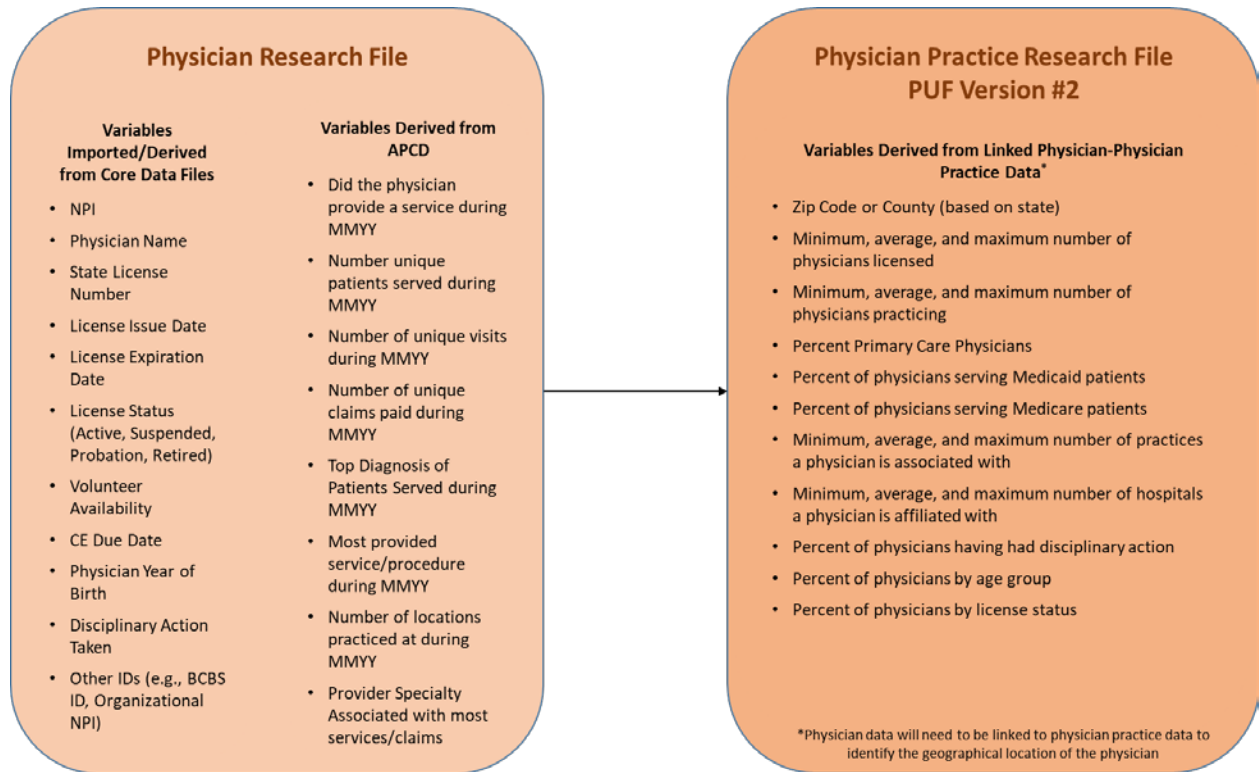 Physician Research File
Variables
Imported/Derived
from Core Data Files
• NPI
• Physician Name
• State License
Number
• License Issue Date
• License Expiration
Date
• License Status
(Active, Suspended,
Probation, Retired)
• Volunteer
Availability
• CE Due Date
• Physician Year of
Birth
• Disciplinary Action
Taken
• Other IDs (e.g., BCBS
ID, Organizational
NPI)
Variables Derived from
APCD
• Did the physician
provide a service during
MMYY
• Number unique
patients served during
MMYY
• Number of unique visits
during MMYY
• Number of unique
claims paid during
MMYY
• Top Diagnosis of
Patients Served during
MMYY
• Most provided
service/procedure
during MMYY
• Number of locations
practiced at during
MMYY
• Provider Specialty
Associated with most
services/claims
Physician Practice Research File
PUF Version #2
Variables Derived from Linked Physician-Physician
Practice Data*
• Zip Code or County (based on state)
• Minimum, average, and maximum number of
physicians licensed
• Minimum, average, and maximum number of
physicians practicing
• Percent Primary Care Physicians
• Percent of physicians serving Medicaid patients
• Percent of physicians serving Medicare patients
• Minimum, average, and maximum number of practices
a physician is associated with
• Minimum, average, and maximum number of hospitals
a physician is affiliated with
• Percent of physicians having had disciplinary action
• Percent of physicians by age group
• Percent of physicians by license status
*Physician data will need to be linked to physician practice data to
identify the geographical location of the physician